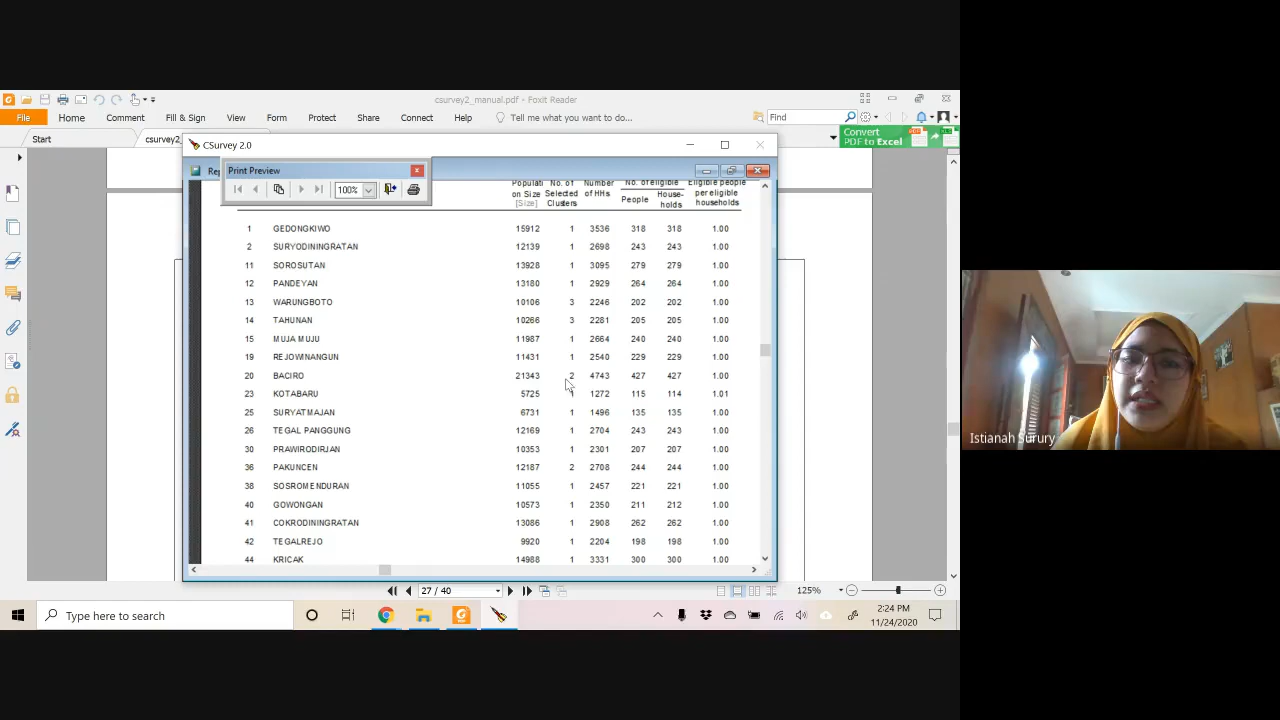 csurvey2_manual.pdf - Foxit Reader
File Home Comment Fill & Sign View Form Protect Share Connect Help Tell me what you want to do... Find
Start csurvey2_ Convert PDF to Excel
CSurvey 2.0
Rep
Print Preview
100%
Populati on Size [Size] No. of Selected Clusters Number of HHs No. of eligible People House- holds Eligible people per eligible households
1 GEDONGKIWO 15912 1 3536 318 318 1.00
2 SURYODININGRATAN 12139 1 2698 243 243 1.00
11 SOROSUTAN 13928 1 3095 279 279 1.00
12 PANDEYAN 13180 1 2929 264 264 1.00
13 WARUNGBOTO 10106 3 2246 202 202 1.00
14 TAHUNAN 10266 3 2281 205 205 1.00
15 MUJA MUJU 11987 1 2664 240 240 1.00
19 REJOWINANGUN 11431 1 2540 229 229 1.00
20 BACIRO 21343 2 4743 427 427 1.00
23 KOTABARU 5725 1 1272 115 114 1.01
25 SURYATMAJAN 6731 1 1496 135 135 1.00
26 TEGAL PANGGUNG 12169 1 2704 243 243 1.00
30 PRAWIRODIRJAN 10353 1 2301 207 207 1.00
36 PAKUNCEN 12187 2 2708 244 244 1.00
38 SOSROMENDURAN 11055 1 2457 221 221 1.00
40 GOWONGAN 10573 1 2350 211 212 1.00
41 COKRODININGRATAN 13086 1 2908 262 262 1.00
42 TEGALREJO 9920 1 2204 198 198 1.00
44 KRICAK 14988 1 3331 300 300 1.00
27 / 40 125%
Type here to search 2:24 PM
11/24/2020
Istianah Surury